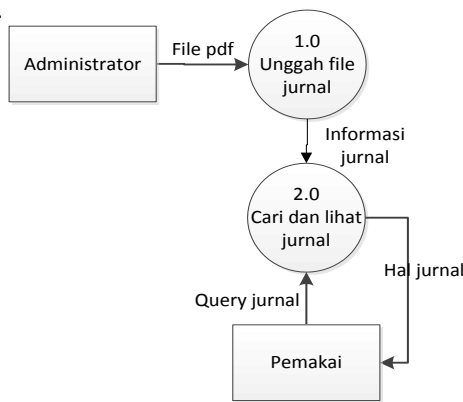 Administrator
File pdf
1.0
Unggah file
jurnal
Informasi
jurnal
2.0
Cari dan lihat
jurnal
Hal jurnal
Query jurnal
Pemakai